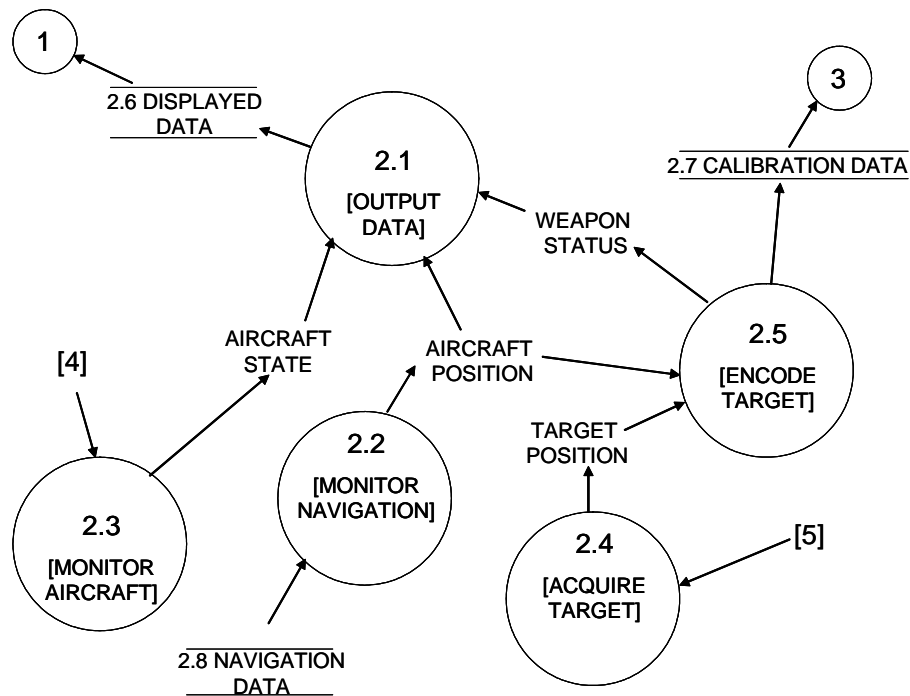 1
2.6 DISPLAYED
DATA
3
2.7 CALIBRATION DATA
2.1
[OUTPUT
DATA]
WEAPON
STATUS
AIRCRAFT
STATE
AIRCRAFT
POSITION
2.5
[ENCODE
TARGET]
[4]
TARGET
POSITION
2.2
[MONITOR
NAVIGATION]
2.3
[MONITOR
AIRCRAFT]
2.4
[ACQUIRE
TARGET]
[5]
2.8 NAVIGATION
DATA